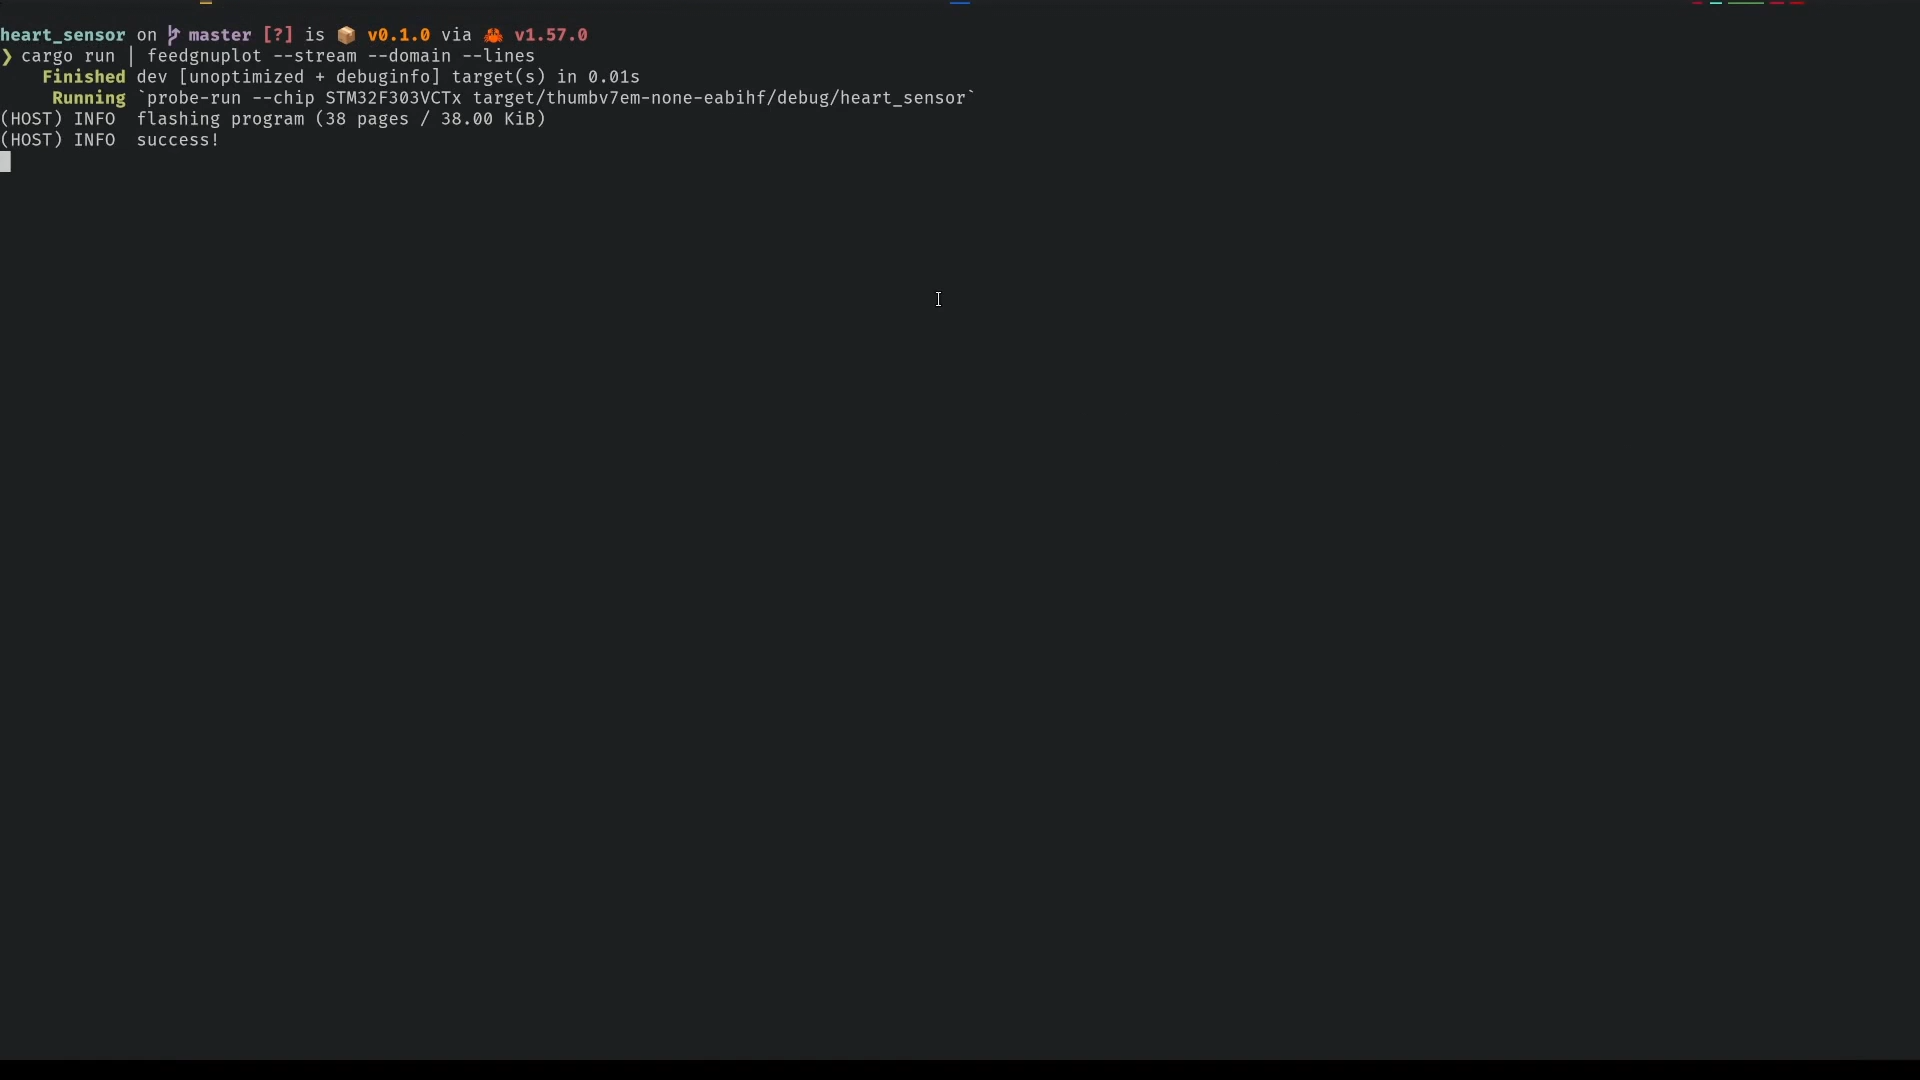 heart_sensor on master [?] is 📦 v0.1.0 via 🦀 v1.57.0
❯ cargo run | feedgnuplot --stream --domain --lines
    Finished dev [unoptimized + debuginfo] target(s) in 0.01s
     Running `probe-run --chip STM32F303VCTx target/thumbv7em-none-eabihf/debug/heart_sensor`
(HOST) INFO  flashing program (38 pages / 38.00 KiB)
(HOST) INFO  success!